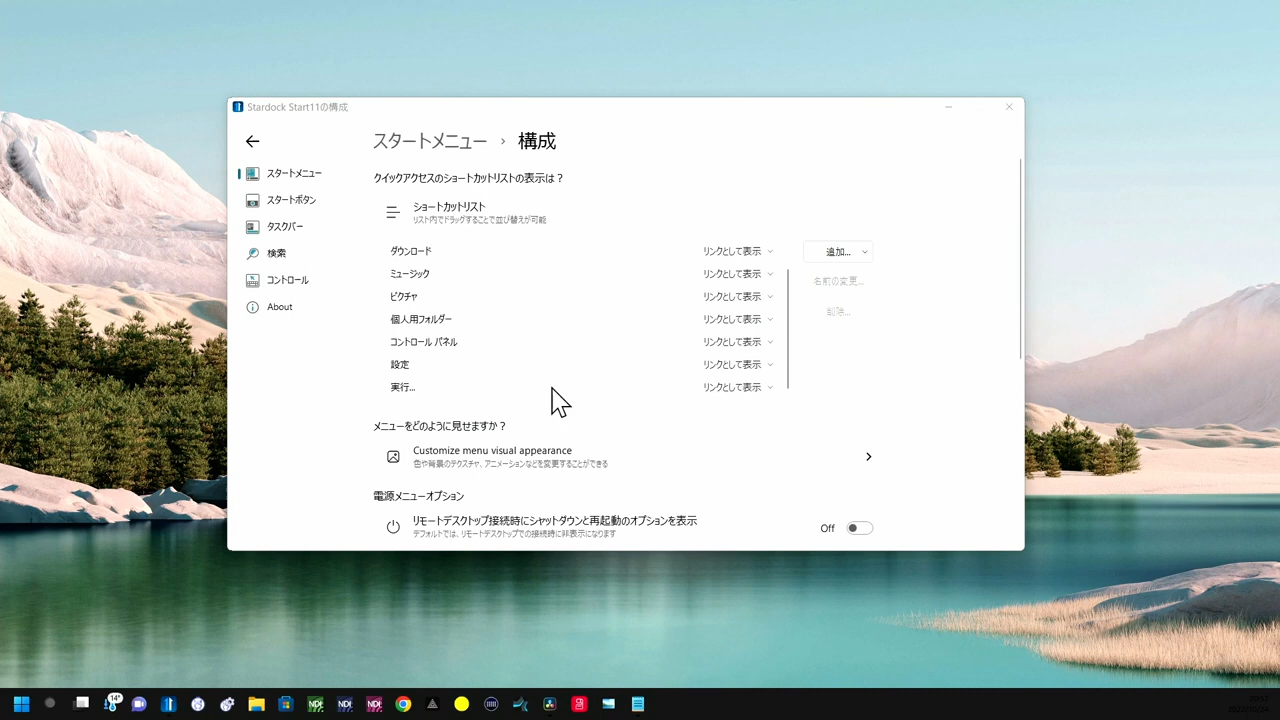 Stardock Start11の構成
スタートメニュー › 構成
スタートメニュー
スタートボタン
タスクバー
検索
コントロール
About
クイックアクセスのショートカットリストの表示は？
ショートカットリスト
リスト内でドラッグすることで並び替えが可能
ダウンロード リンクとして表示
ミュージック リンクとして表示
ピクチャ リンクとして表示
個人用フォルダー リンクとして表示
コントロール パネル リンクとして表示
設定 リンクとして表示
実行... リンクとして表示
追加...
名前の変更...
削除...
メニューをどのように見せますか？
Customize menu visual appearance
色や背景のテクスチャ、アニメーションなどを変更することができる
電源メニューオプション
リモートデスクトップ接続時にシャットダウンと再起動のオプションを表示
デフォルトでは、リモートデスクトップでの接続時に非表示になります
Off
14°
NDI
NDI
NDI